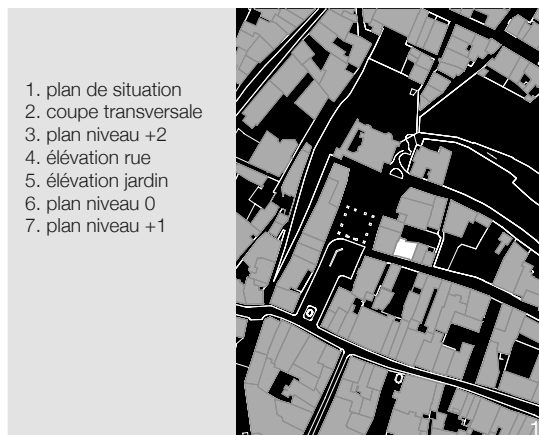 1. plan de situation
2. coupe transversale
3. plan niveau +2
4. élévation rue
5. élévation jardin
6. plan niveau 0
7. plan niveau +1
1